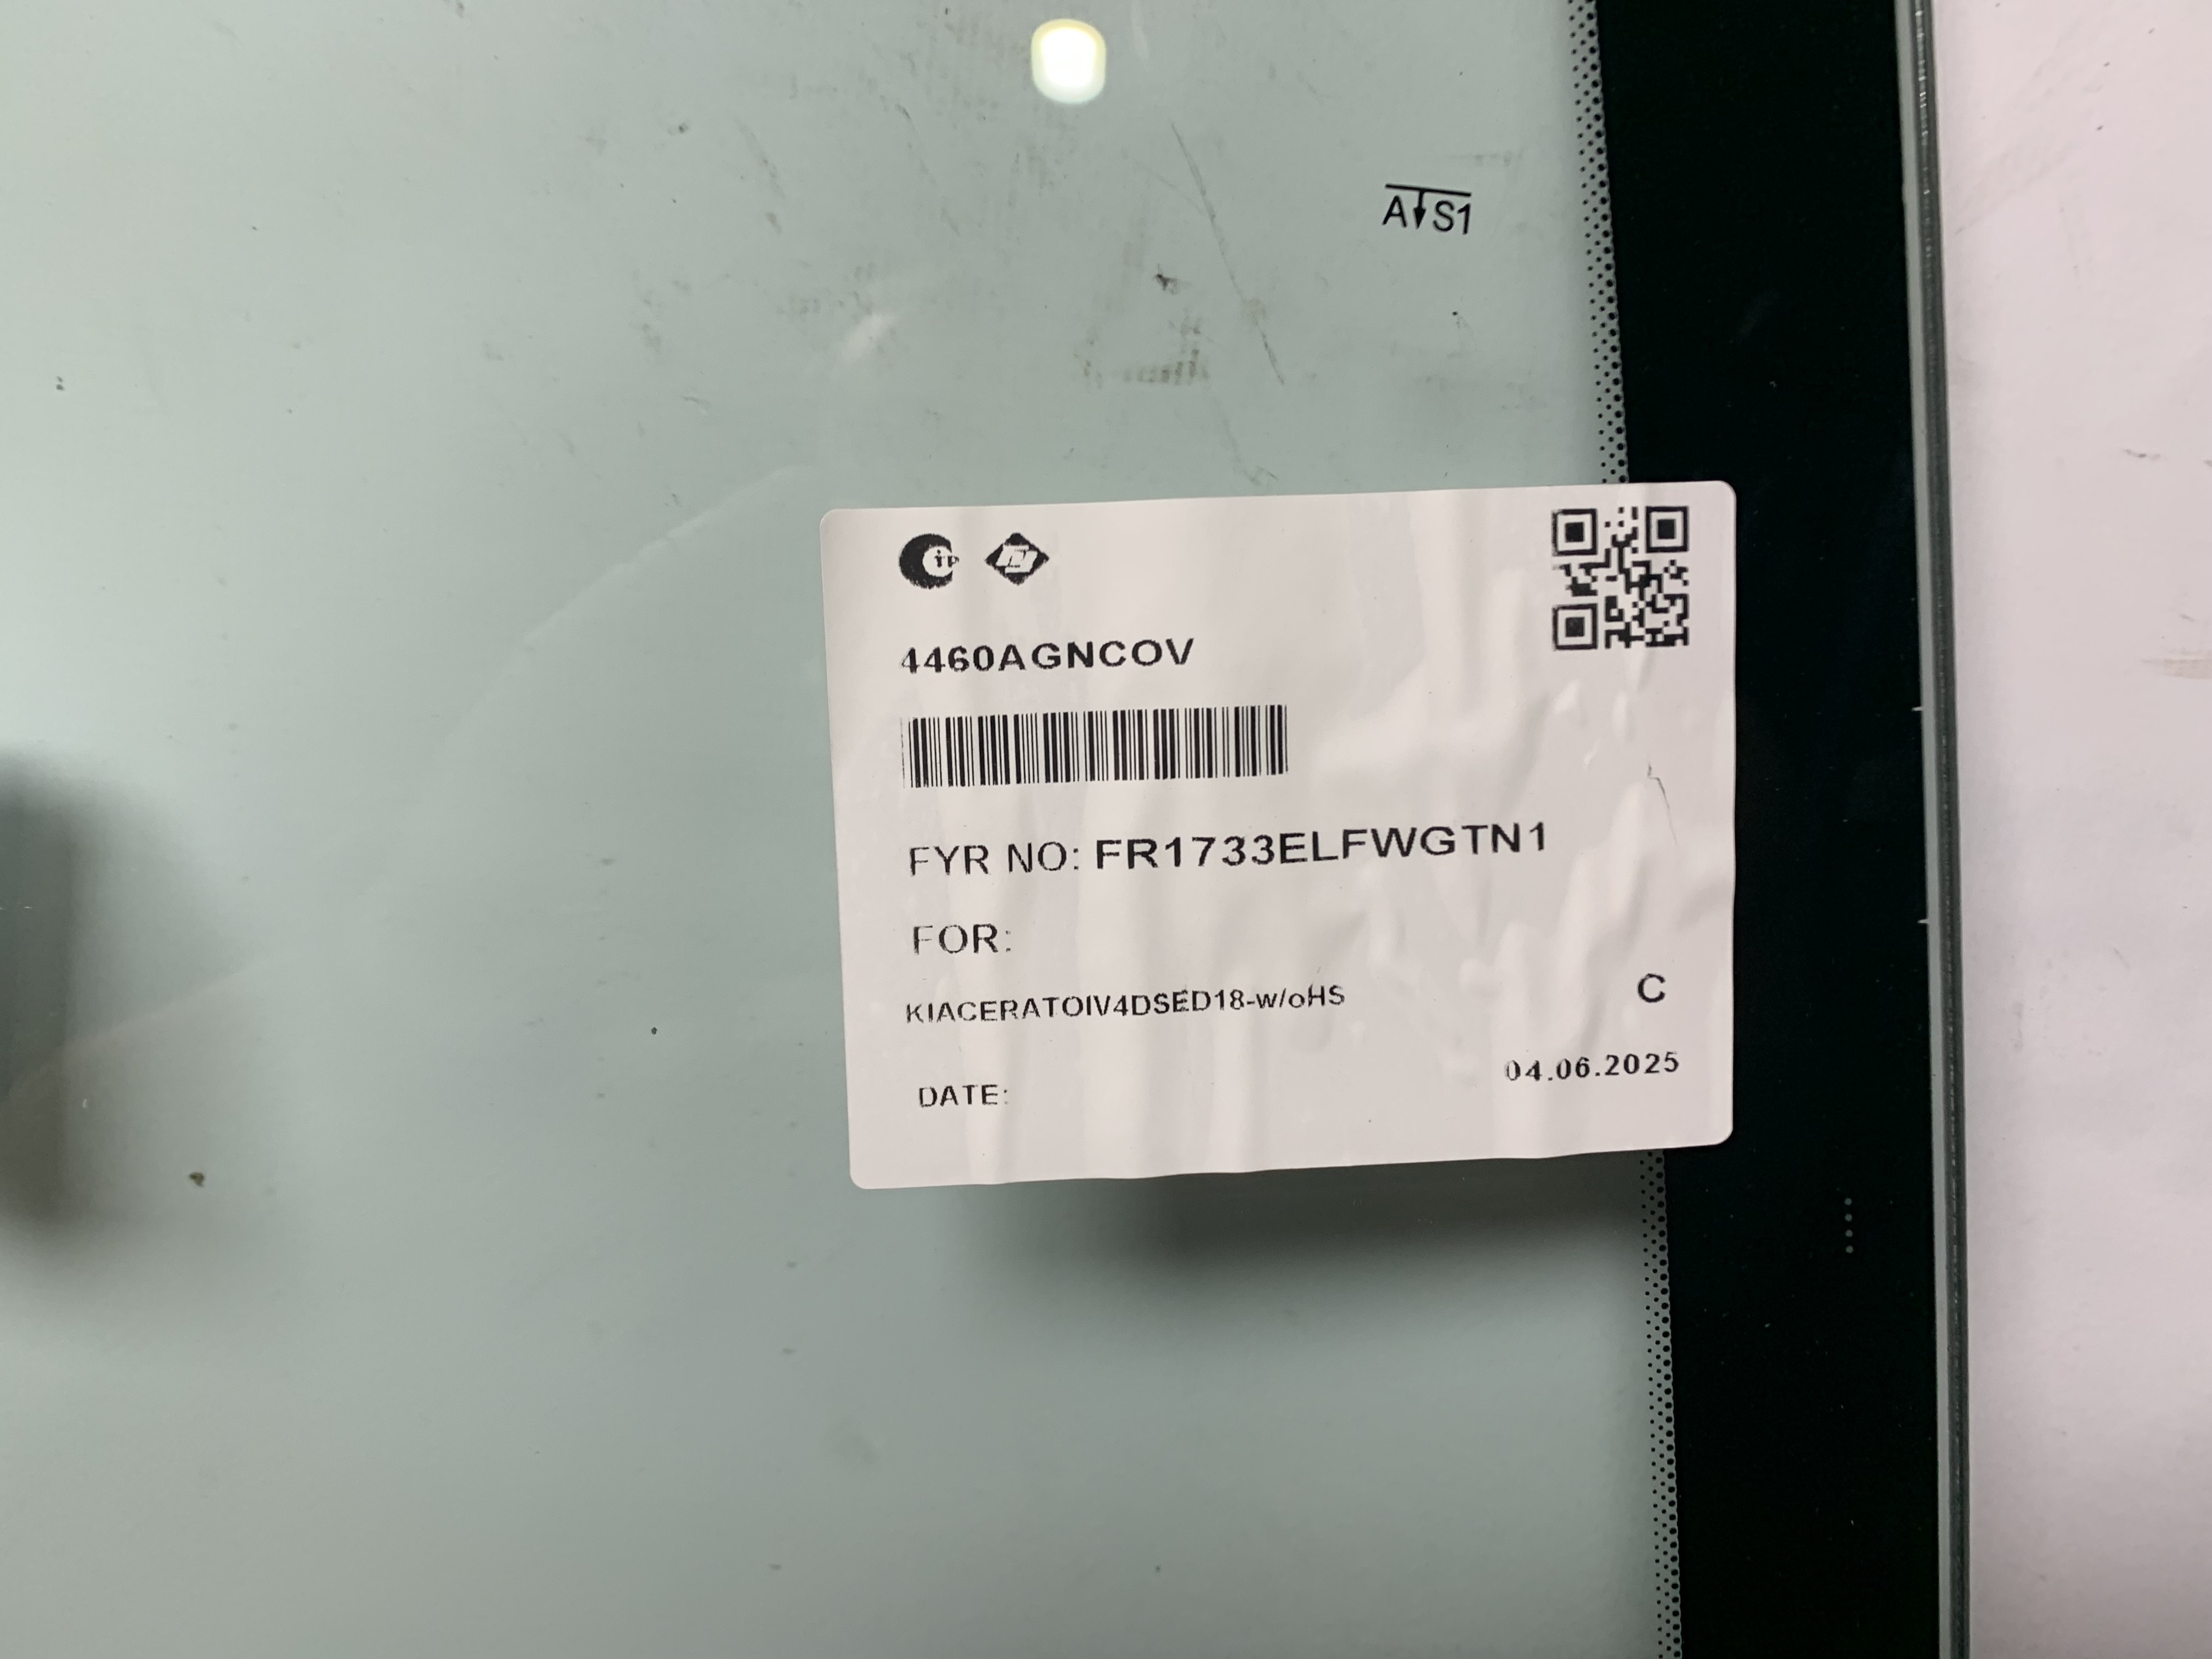 A↓S1
4460AGNCOV
FYR NO: FR1733ELFWGTN1
FOR:
KIACERATOIV4DSED18-w/oHS
C
DATE:
04.06.2025